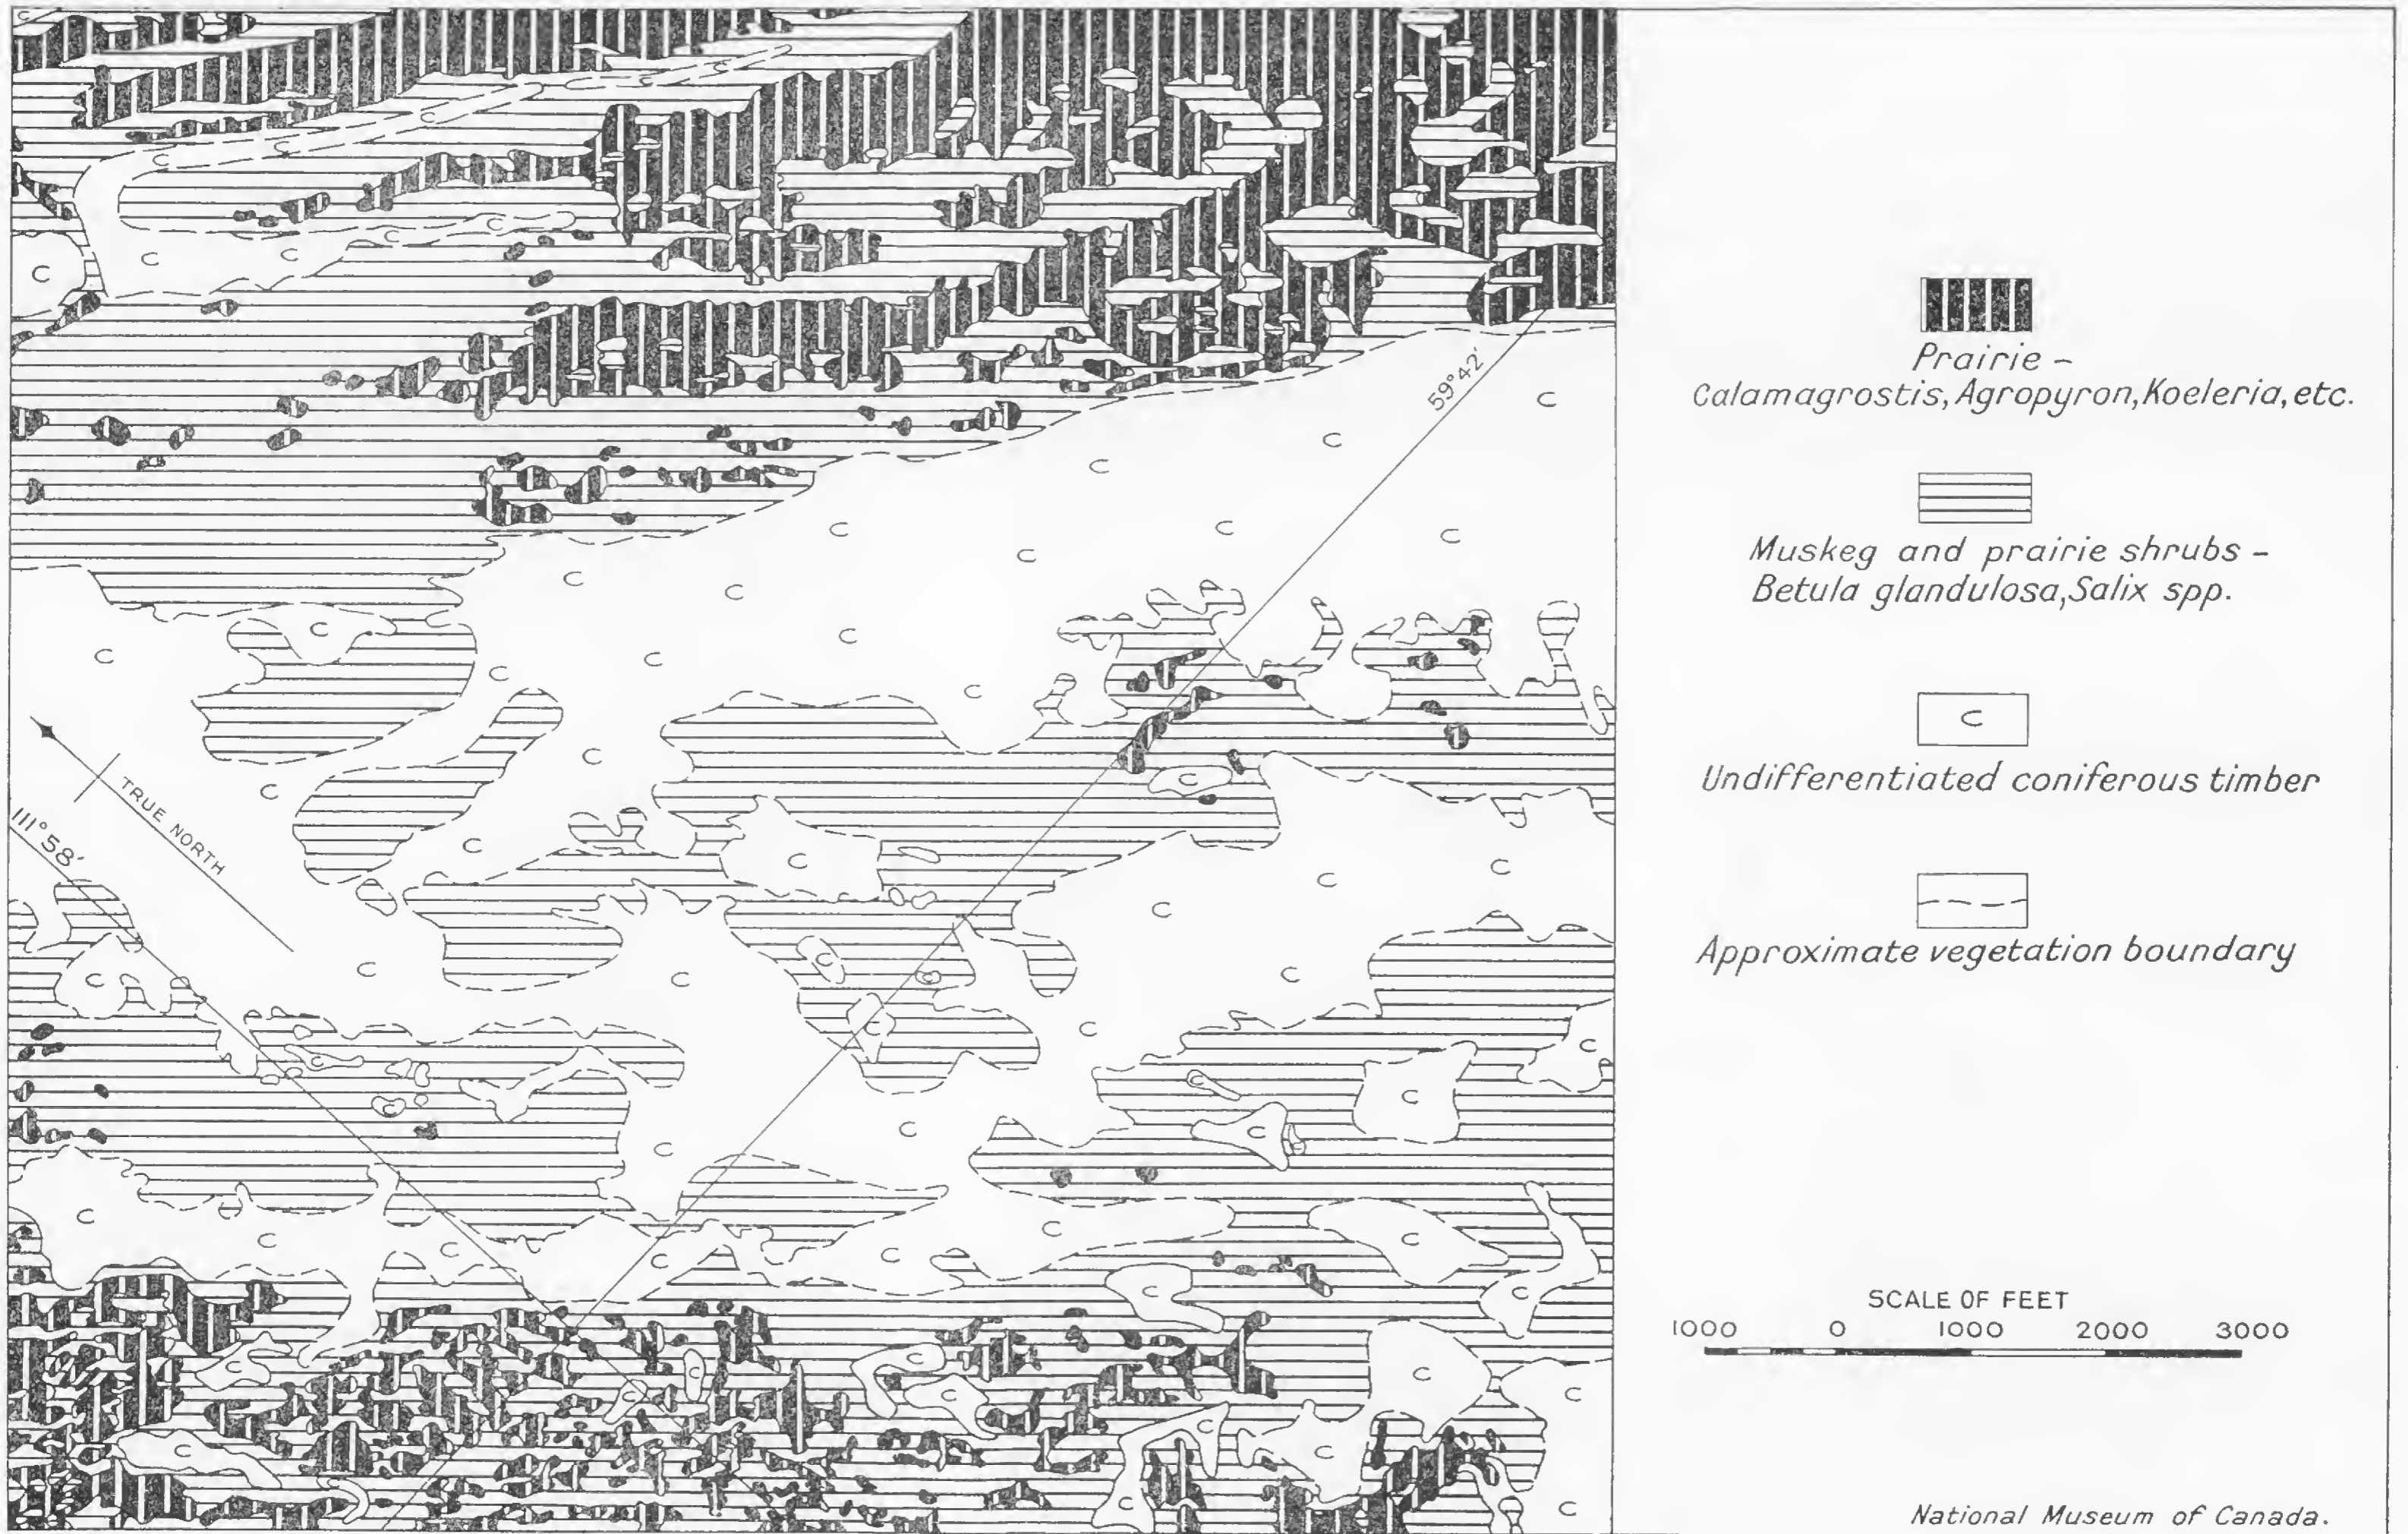 59°42'
111°58'
TRUE NORTH
Prairie –
Calamagrostis, Agropyron, Koeleria, etc.
Muskeg and prairie shrubs –
Betula glandulosa, Salix spp.
C
Undifferentiated coniferous timber
Approximate vegetation boundary
SCALE OF FEET
1000 0 1000 2000 3000
National Museum of Canada.